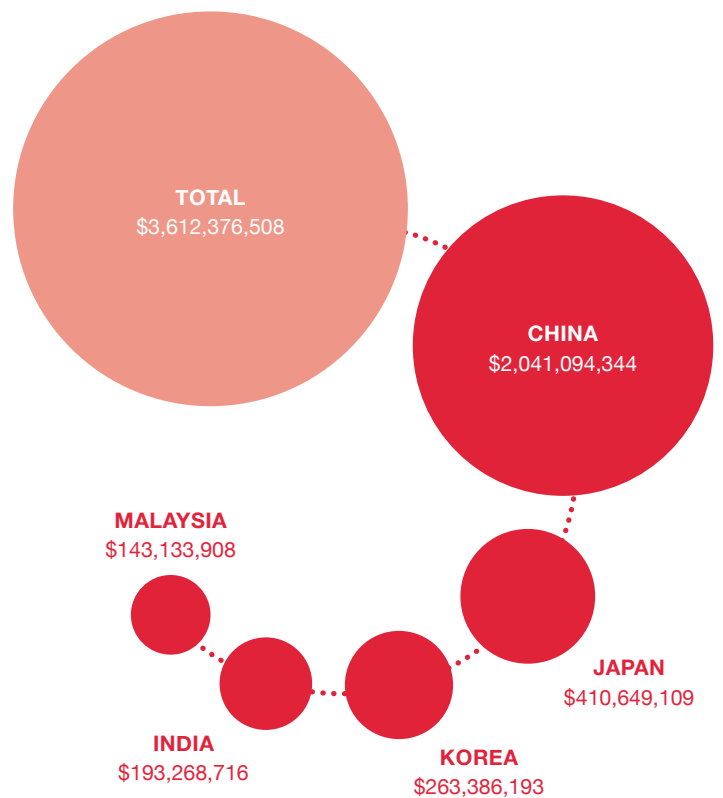 TOTAL
$3,612,376,508
CHINA
$2,041,094,344
MALAYSIA
$143,133,908
JAPAN
$410,649,109
INDIA
$193,268,716
KOREA
$263,386,193